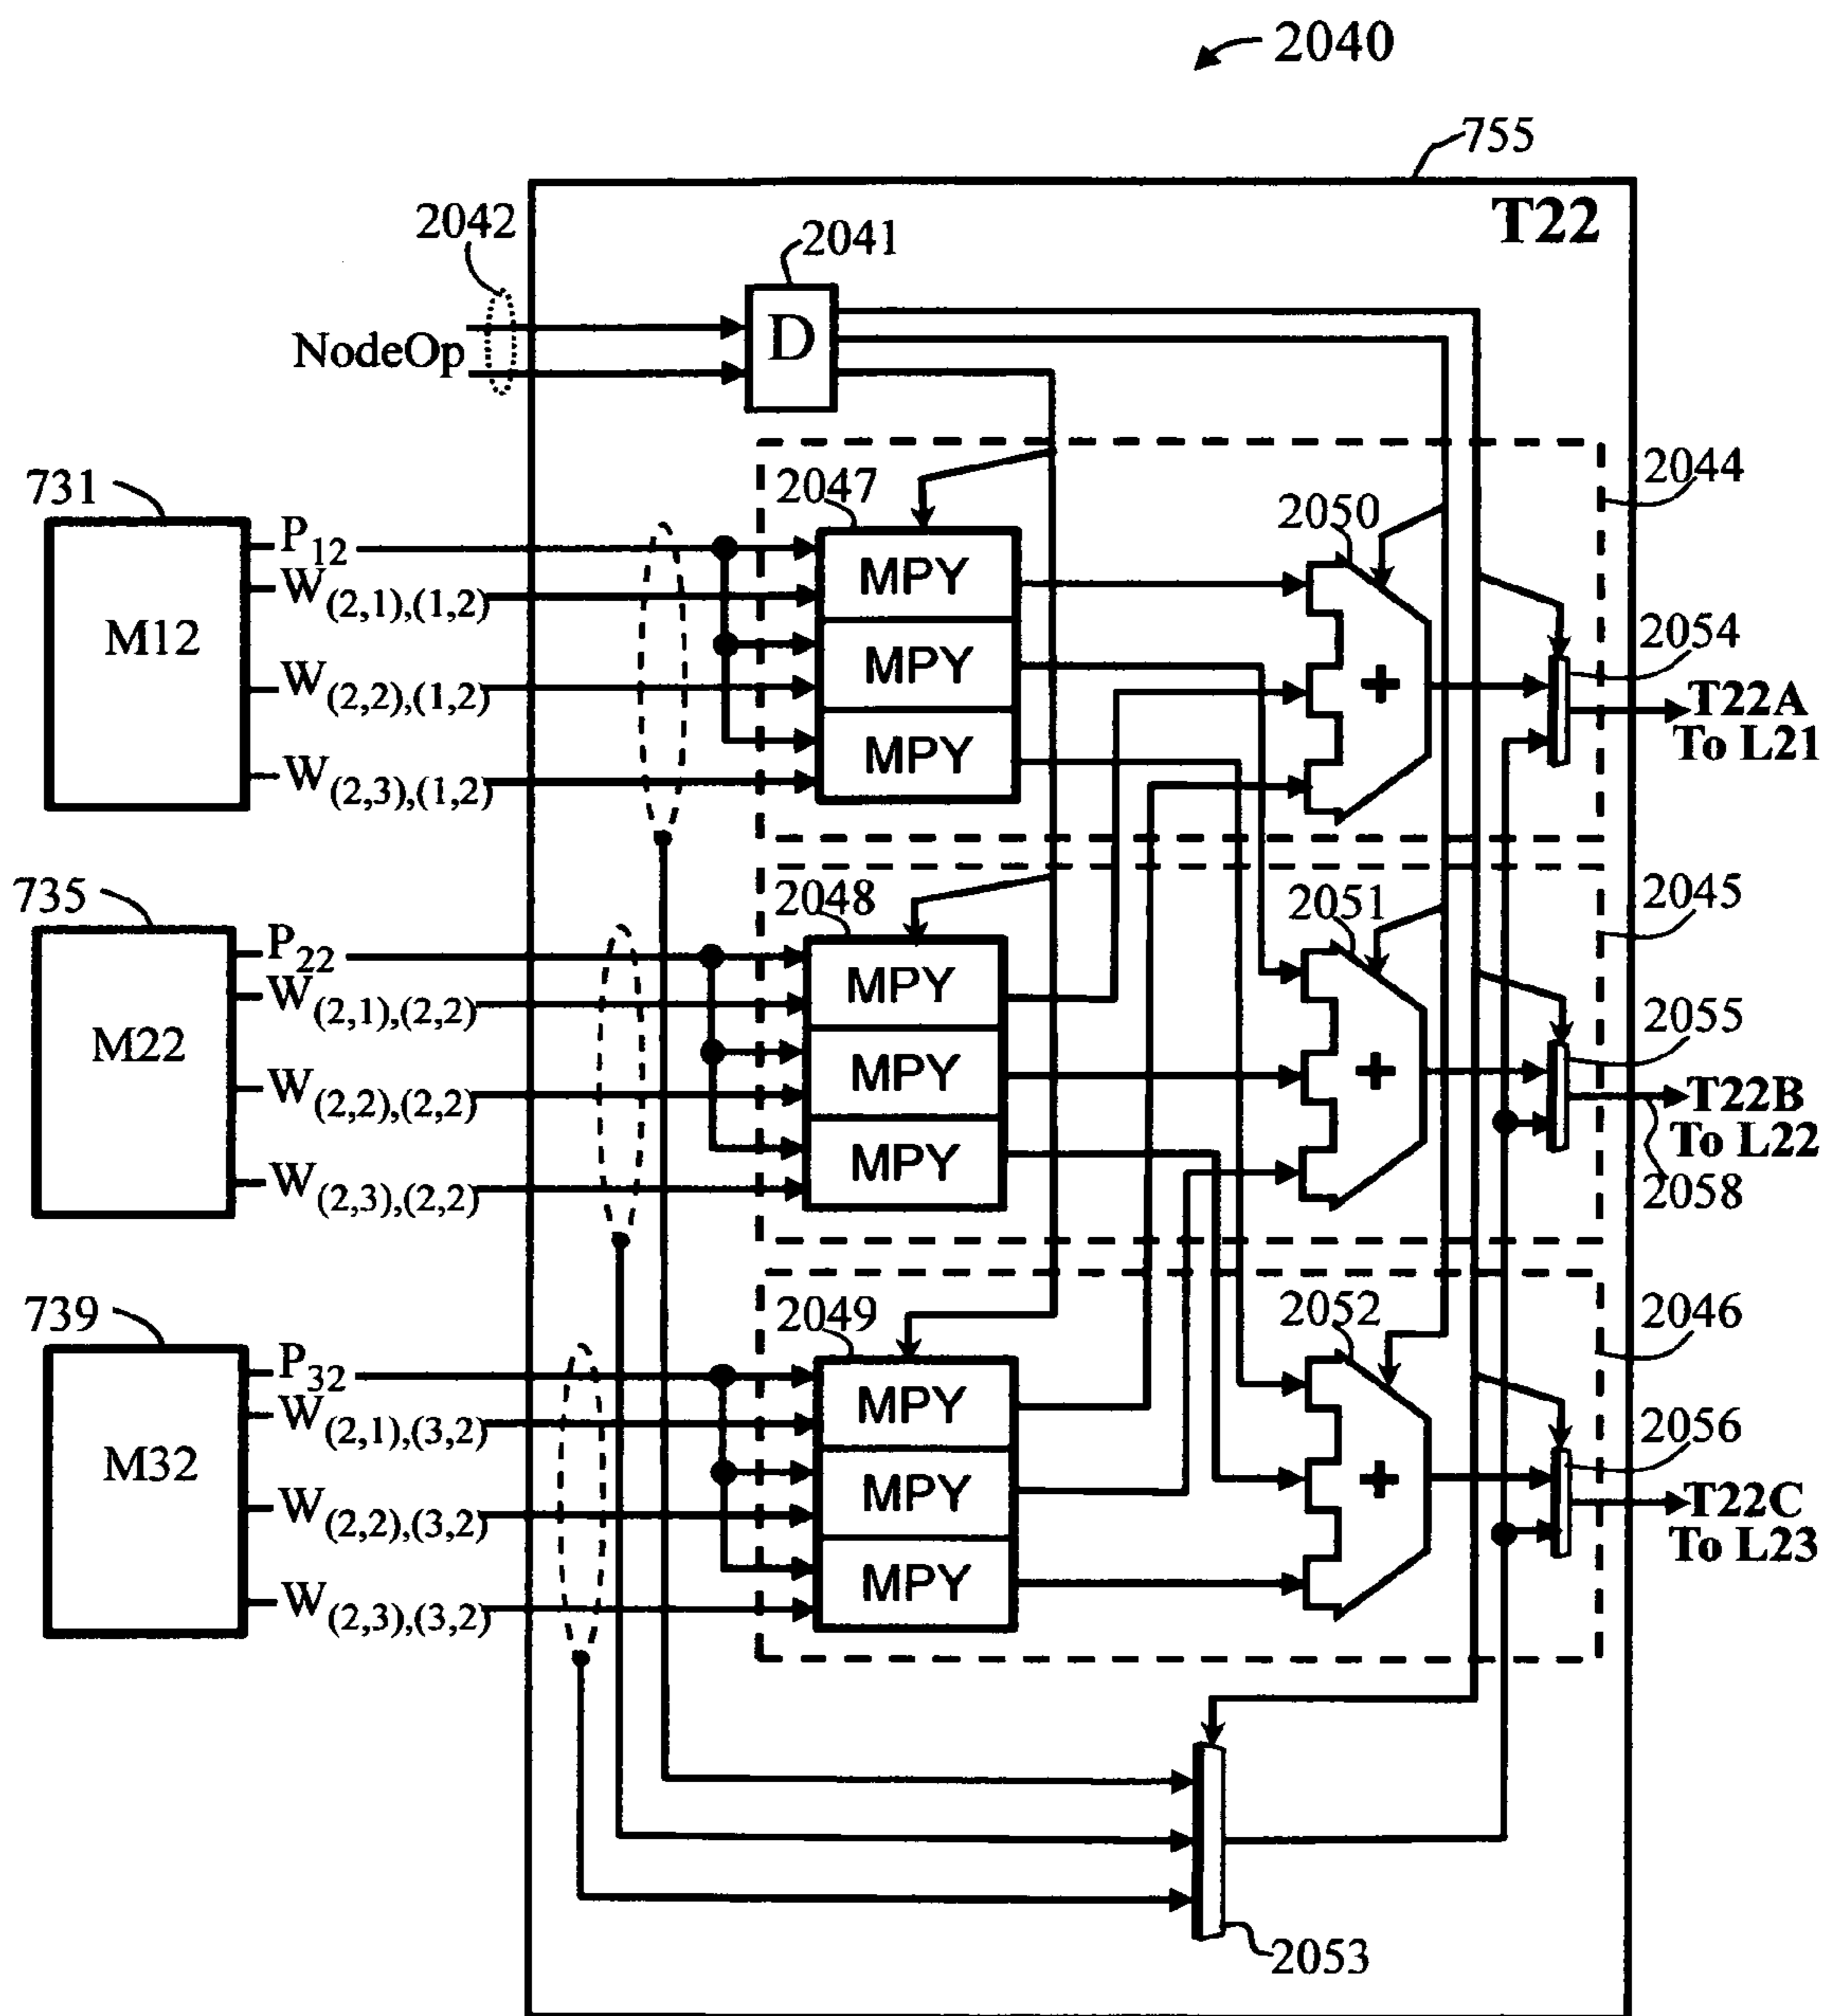 2040
755
T22
2042
2041
D
NodeOp
2044
731
2047
2050
P12
W(2,1),(1,2)
M12
W(2,2),(1,2)
W(2,3),(1,2)
MPY
MPY
MPY
+
2054
T22A
To L21
735
2048
2051
2045
P22
W(2,1),(2,2)
M22
W(2,2),(2,2)
W(2,3),(2,2)
MPY
MPY
MPY
+
2055
T22B
To L22
2058
739
2049
2052
2046
P32
W(2,1),(3,2)
M32
W(2,2),(3,2)
W(2,3),(3,2)
MPY
MPY
MPY
+
2056
T22C
To L23
2053